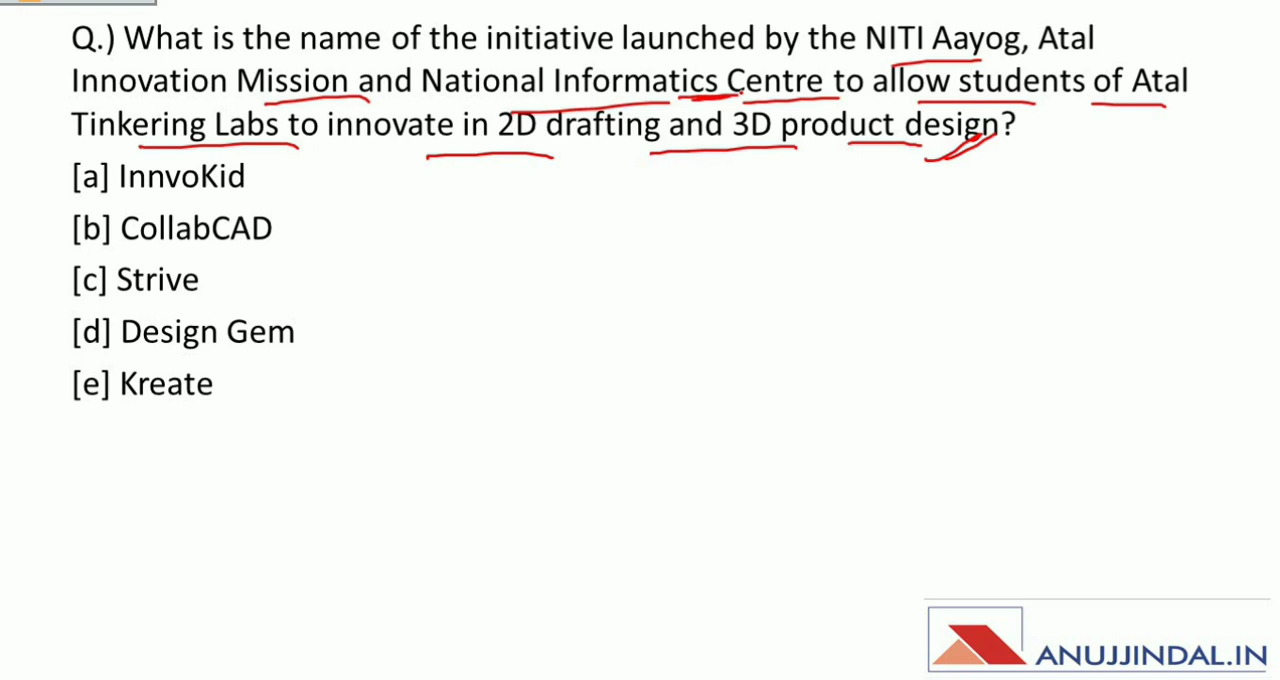 Q.) What is the name of the initiative launched by the NITI Aayog, Atal
Innovation Mission and National Informatics Centre to allow students of Atal
Tinkering Labs to innovate in 2D drafting and 3D product design?
[a] InnvoKid
[b] CollabCAD
[c] Strive
[d] Design Gem
[e] Kreate
ANUJJINDAL.IN